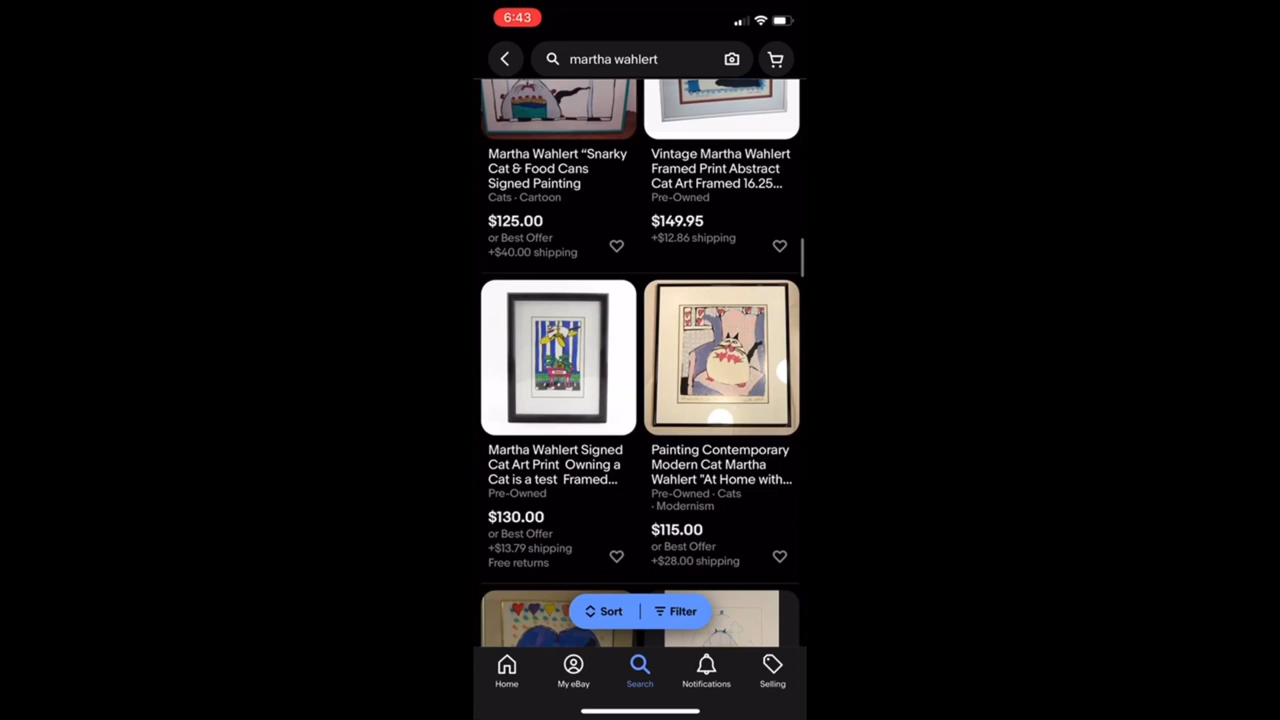 6:43
martha wahlert
Martha Wahlert “Snarky
Cat & Food Cans
Signed Painting
Cats · Cartoon
$125.00
or Best Offer
+$40.00 shipping
Vintage Martha Wahlert
Framed Print Abstract
Cat Art Framed 16.25...
Pre-Owned
$149.95
+$12.86 shipping
Martha Wahlert Signed
Cat Art Print Owning a
Cat is a test Framed...
Pre-Owned
$130.00
or Best Offer
+$13.79 shipping
Free returns
Painting Contemporary
Modern Cat Martha
Wahlert "At Home with...
Pre-Owned · Cats
· Modernism
$115.00
or Best Offer
+$28.00 shipping
Sort
Filter
Home
My eBay
Search
Notifications
Selling